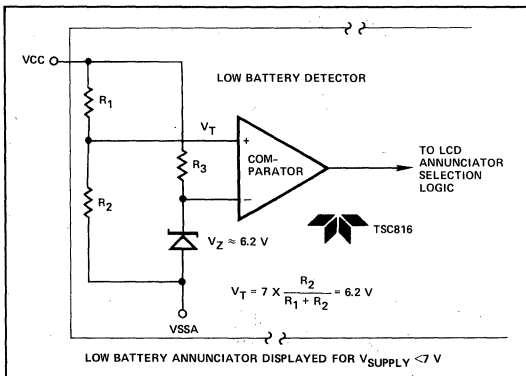 LOW BATTERY DETECTOR
VCC
R1
VT
+
COM-
PARATOR
TO LCD
ANNUNCIATOR
SELECTION
LOGIC
R3
R2
−
TSC816
VZ ≈ 6.2 V
VT = 7 X R2 / R1 + R2 = 6.2 V
VSSA
LOW BATTERY ANNUNCIATOR DISPLAYED FOR VSUPPLY <7 V